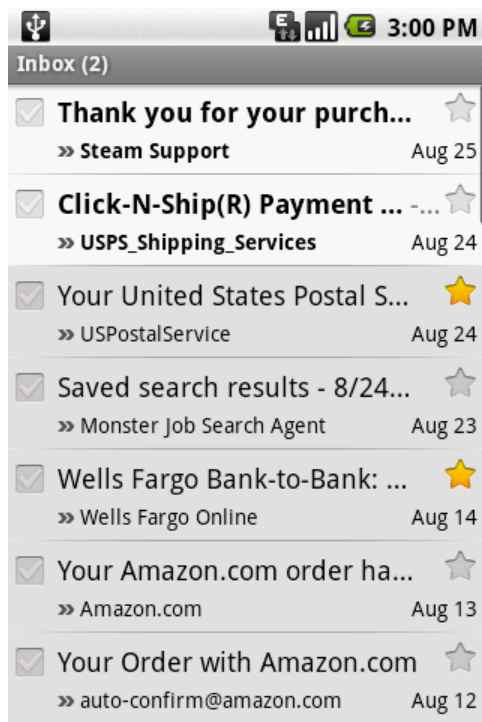 E 3:00 PM
Inbox (2)
Thank you for your purch...
» Steam Support Aug 25
Click-N-Ship(R) Payment ... -...
» USPS_Shipping_Services Aug 24
Your United States Postal S...
» USPostalService Aug 24
Saved search results - 8/24...
» Monster Job Search Agent Aug 23
Wells Fargo Bank-to-Bank: ...
» Wells Fargo Online Aug 14
Your Amazon.com order ha...
» Amazon.com Aug 13
Your Order with Amazon.com
» auto-confirm@amazon.com Aug 12